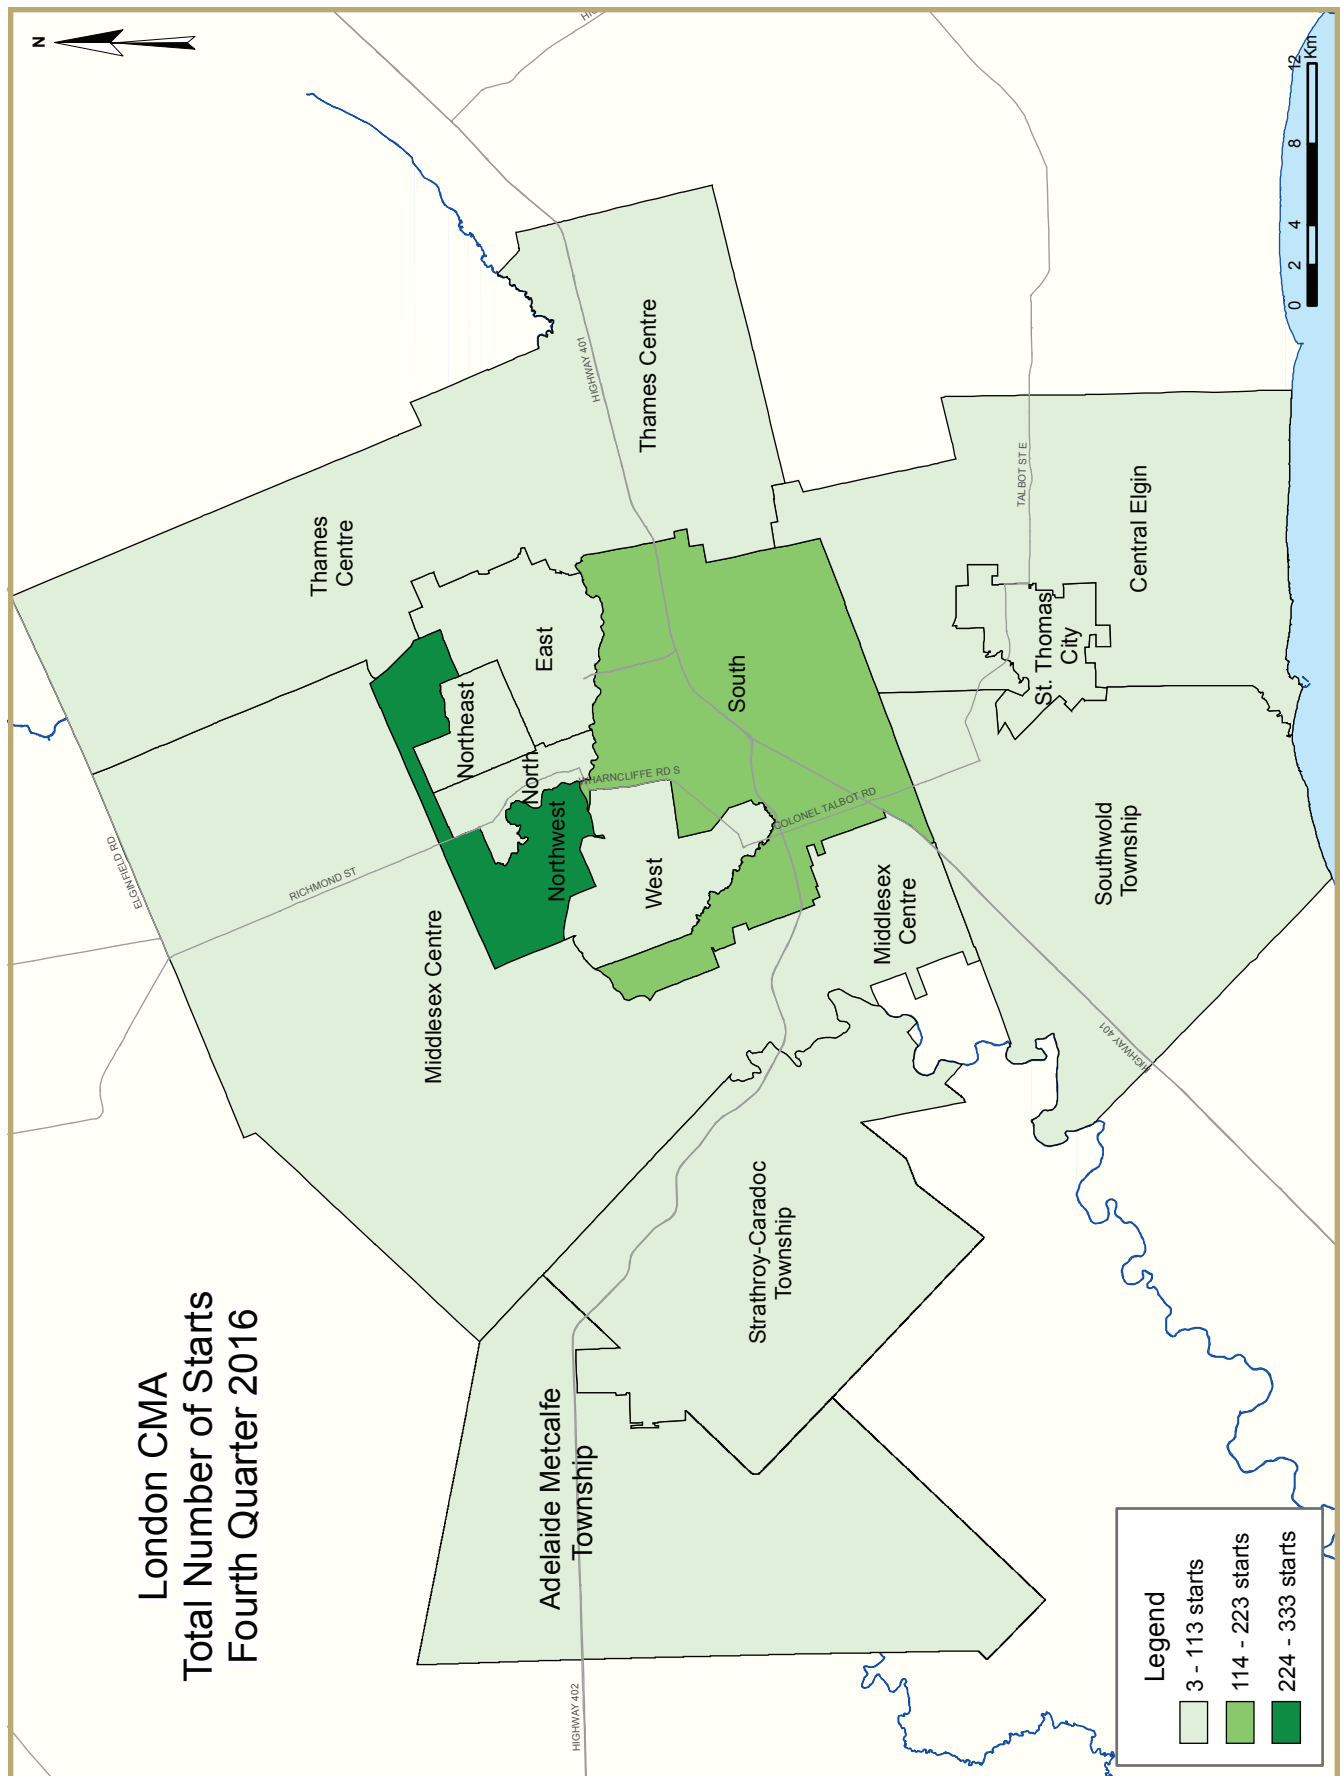 London CMA
Total Number of Starts
Fourth Quarter 2016
N
ELGINFIELD RD
RICHMOND ST
Thames
Centre
Middlesex Centre
Northeast
North
East
Northwest
HIGHWAY 401
Thames Centre
WHARNCLIFFE RD S
West
South
Adelaide Metcalfe
Township
HIGHWAY 402
Strathroy-Caradoc
Township
COLONEL TALBOT RD
Middlesex
Centre
TALBOT ST E
St. Thomas
City
Central Elgin
Southwold
Township
HIGHWAY 401
Legend
3 - 113 starts
114 - 223 starts
224 - 333 starts
0 2 4 8 12
Km